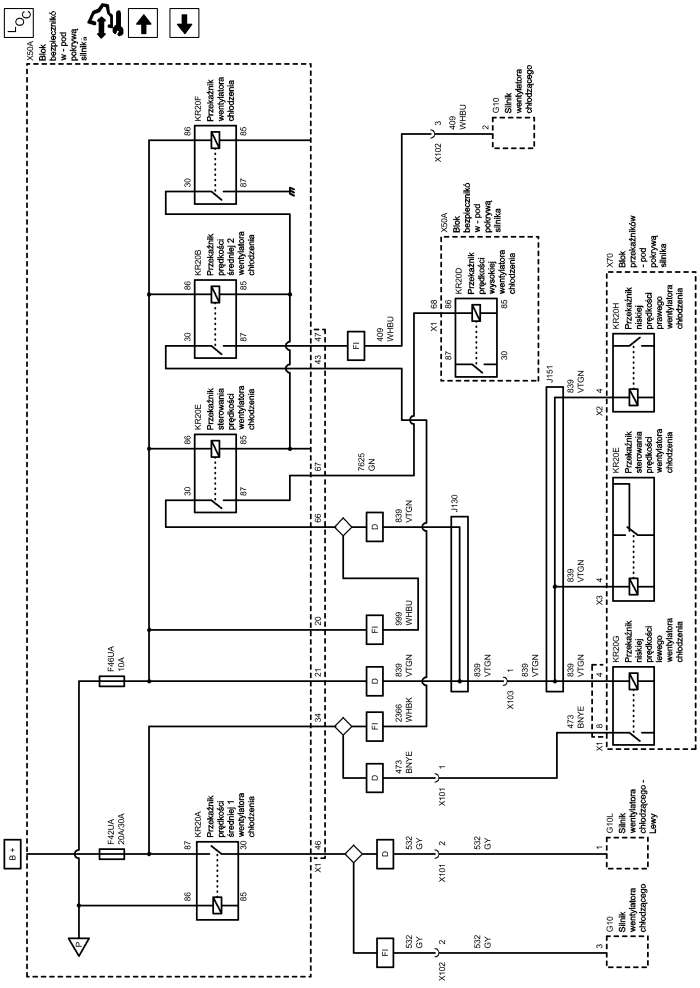 LOC
X50A
Blok
bezpiecznikó
w - pod
pokrywą
silnika
B +
P
F42UA
20A/30A
F46UA
10A
KR20A
Przekaźnik
prędkości
średniej 1
wentylatora
chłodzenia
87
30
86
85
KR20E
Przekaźnik
sterowania
prędkości
wentylatora
chłodzenia
86
85
30
87
KR20B
Przekaźnik
prędkości
średniej 2
wentylatora
chłodzenia
86
85
30
87
KR20F
Przekaźnik
wentylatora
chłodzenia
86
85
30
87
X1
46
34
21
20
66
67
43
47
FI
D
D
FI
D
FI
D
FI
532
GY
532
GY
473
BNYE
2366
WHBK
839
VTGN
999
WHBU
839
VTGN
7625
GN
409
WHBU
X102
2
X101
2
X101
1
J130
X103
1
839
VTGN
839
VTGN
J151
X102
3
409
WHBU
2
G10
Silnik
wentylatora
chłodzącego
X50A
Blok
bezpiecznikó
w - pod
pokrywą
silnika
KR20D
Przekaźnik
prędkości
wysokiej
wentylatora
chłodzenia
X1
68
86
85
87
30
X70
Blok
przekaźników
- pod
pokrywą
silnika
KR20H
Przekaźnik
niskiej
prędkości
prawego
wentylatora
chłodzenia
X2
4
839
VTGN
KR20E
Przekaźnik
sterowania
prędkości
wentylatora
chłodzenia
X3
4
839
VTGN
KR20G
Przekaźnik
niskiej
prędkości
lewego
wentylatora
chłodzenia
X1
8
4
839
VTGN
473
BNYE
532
GY
1
G10L
Silnik
wentylatora
chłodzącego -
Lewy
532
GY
3
G10
Silnik
wentylatora
chłodzącego